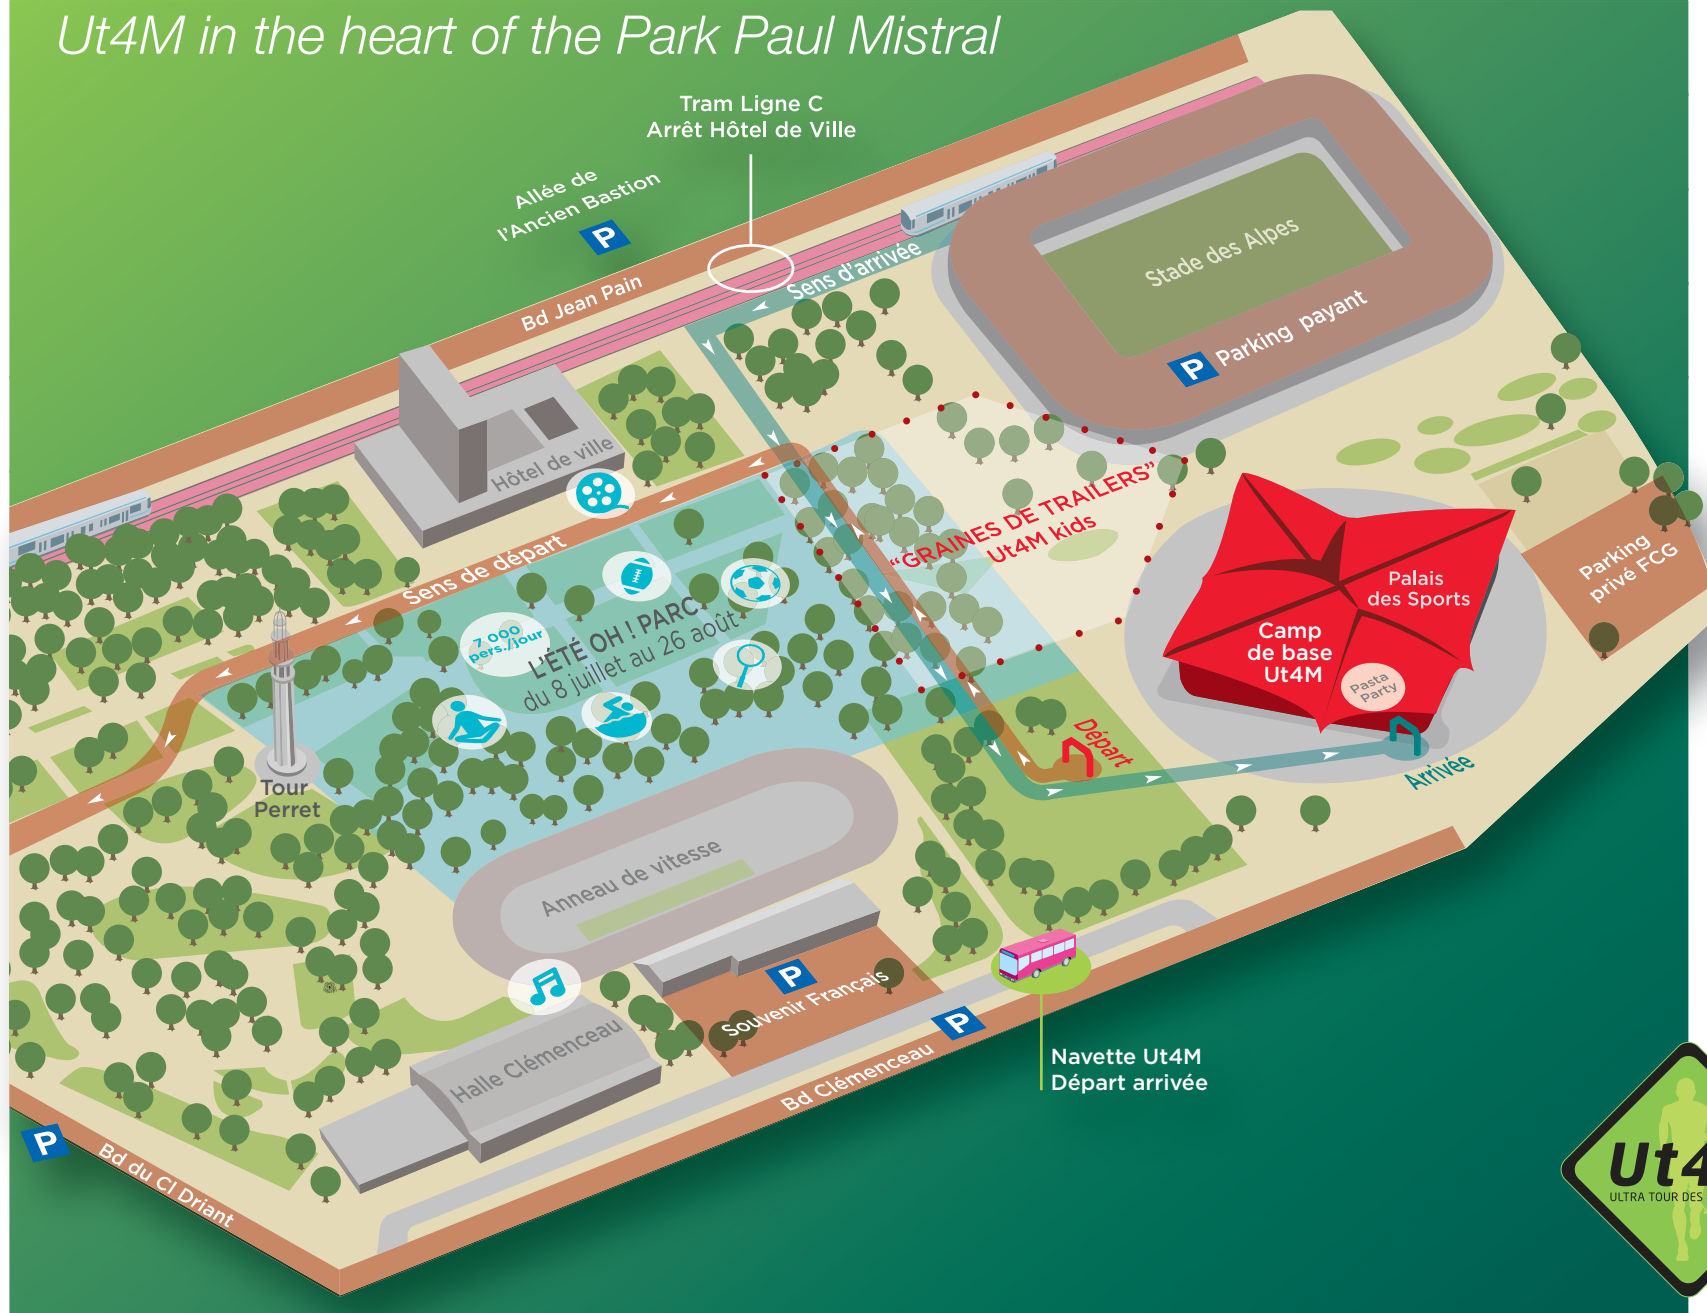 Ut4M in the heart of the Park Paul Mistral
Tram Ligne C
Arrêt Hôtel de Ville
Allée de
l'Ancien Bastion
P
Bd Jean Pain
Sens d'arrivée
Stade des Alpes
P Parking payant
Hôtel de ville
"GRAINES DE TRAILERS"
Ut4M kids
Sens de départ
Palais
des Sports
Camp
de base
Ut4M
Pasta
Party
Parking
privé FCG
7 000
pers./jour
L'ÉTÉ OH ! PARC
du 8 juillet au 26 août
Départ
Arrivée
Tour
Perret
Anneau de vitesse
P
Souvenir Français
P
Halle Clémenceau
Bd Clémenceau
Navette Ut4M
Départ arrivée
P
Bd du Cl Driant
Ut4
ULTRA TOUR DES